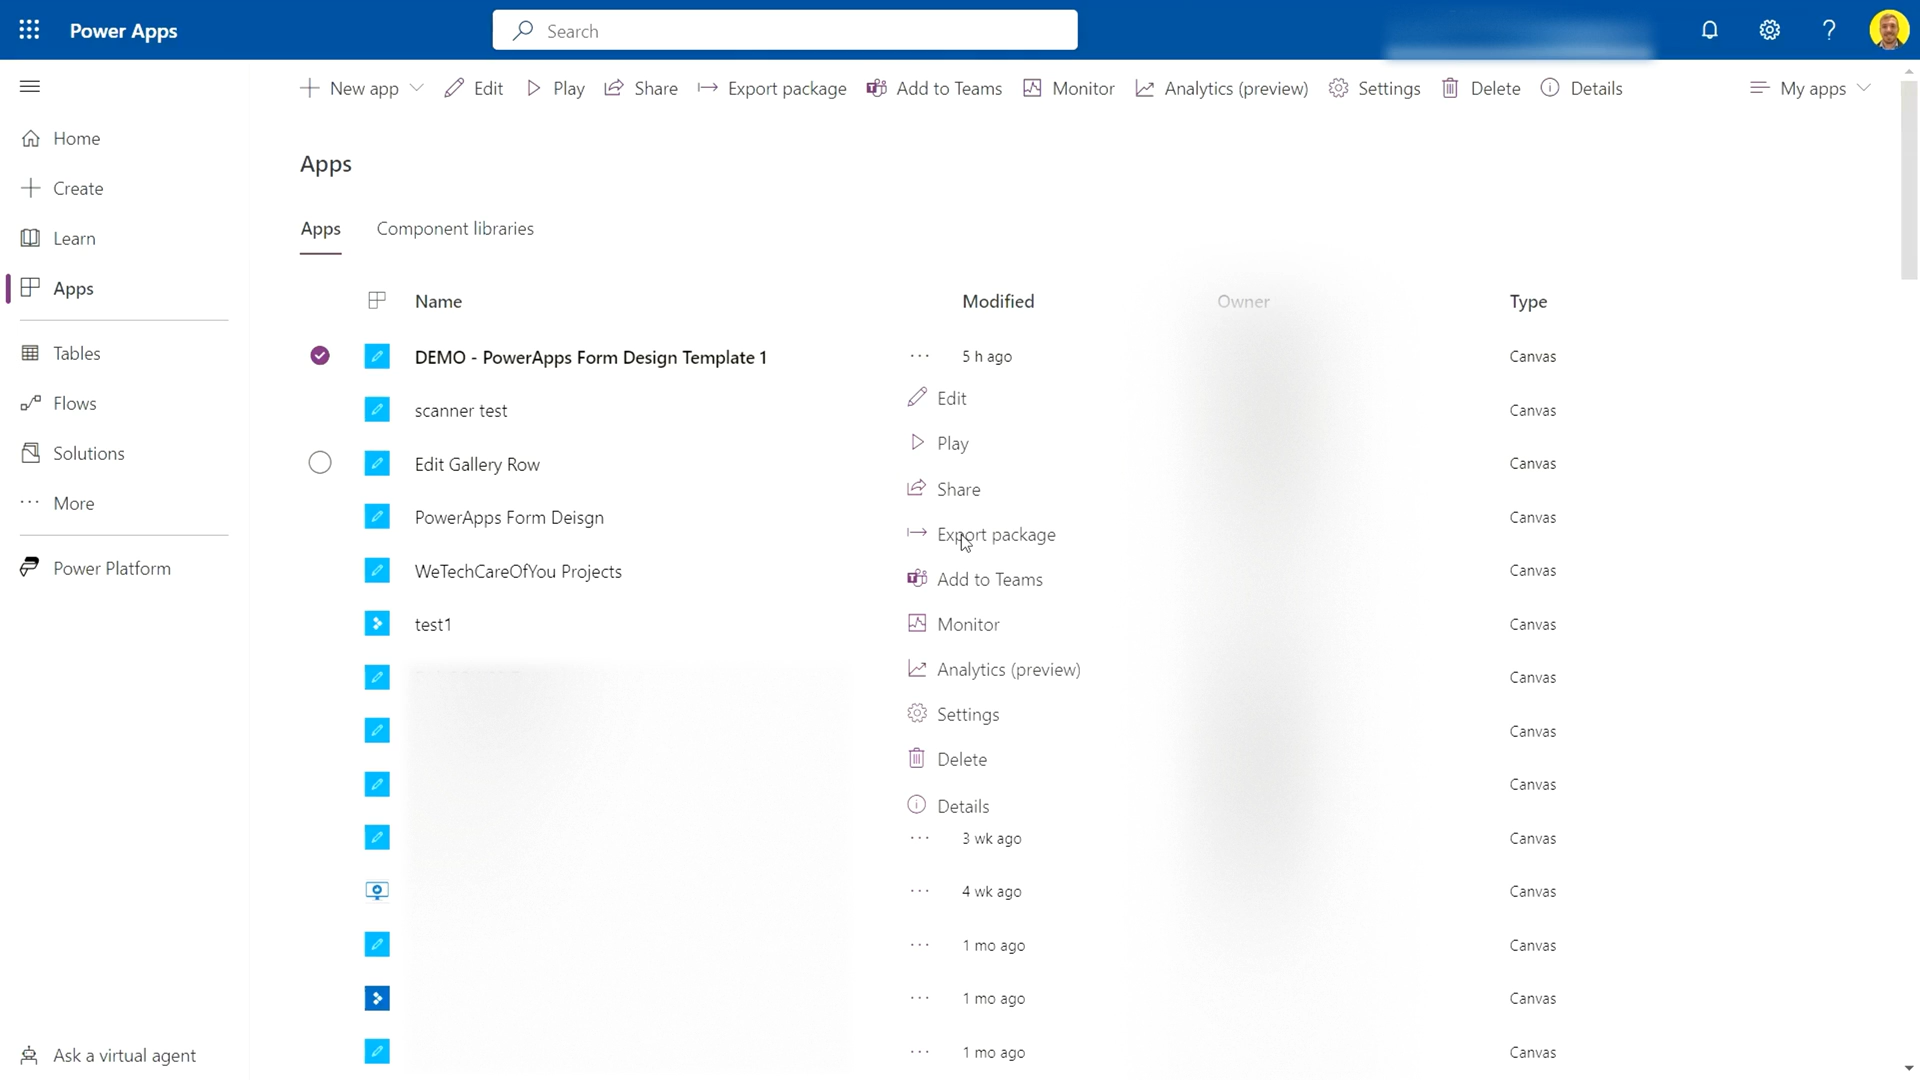 Power Apps
Search
New app
Edit
Play
Share
Export package
Add to Teams
Monitor
Analytics (preview)
Settings
Delete
Details
My apps
Home
Create
Learn
Apps
Tables
Flows
Solutions
More
Power Platform
Ask a virtual agent
Apps
Apps Component libraries
Name Modified Owner Type
DEMO - PowerApps Form Design Template 1 ... 5 h ago Canvas
scanner test Canvas
Edit Gallery Row Canvas
PowerApps Form Deisgn Canvas
WeTechCareOfYou Projects Canvas
test1 Canvas
Canvas
Canvas
Canvas
Edit
Play
Share
Export package
Add to Teams
Monitor
Analytics (preview)
Settings
Delete
Details
... 3 wk ago Canvas
... 4 wk ago Canvas
... 1 mo ago Canvas
... 1 mo ago Canvas
... 1 mo ago Canvas